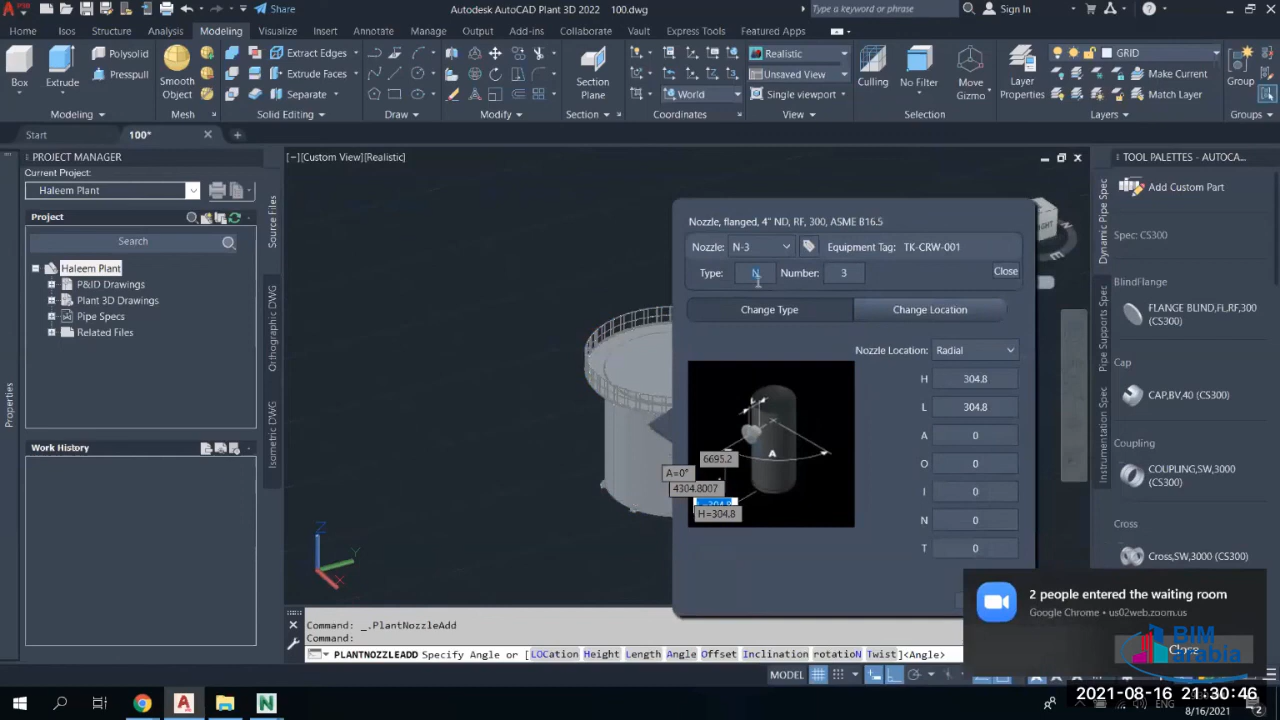 Share
Autodesk AutoCAD Plant 3D 2022 100.dwg
Type a keyword or phrase
Sign In
Home Isos Structure Analysis Modeling Visualize Insert Annotate Manage Output Add-ins Collaborate Vault Express Tools Featured Apps
Box
Extrude
Polysolid
Presspull
Smooth Object
Extract Edges
Extrude Faces
Separate
Section Plane
Realistic
Unsaved View
World
Single viewport
Culling
No Filter
Move Gizmo
Layer Properties
GRID
Make Current
Match Layer
Group
Modeling Mesh Solid Editing Draw Modify Section Coordinates View Selection Layers Groups
Start
100*
PROJECT MANAGER
Current Project:
Haleem Plant
Project
Search
Haleem Plant
P&ID Drawings
Plant 3D Drawings
Pipe Specs
Related Files
Work History
Properties
Source Files
Orthographic DWG
Isometric DWG
[−][Custom View][Realistic]
Nozzle, flanged, 4" ND, RF, 300, ASME B16.5
Nozzle: N-3 Equipment Tag: TK-CRW-001
Type: N Number: 3 Close
Change Type Change Location
Nozzle Location: Radial
H 304.8
L 304.8
A 0
O 0
I 0
N 0
T 0
A
6695.2
A=0°
4304.8007
L=304.8
H=304.8
Z
Y
X
TOOL PALETTES - AUTOCA...
Dynamic Pipe Spec
Pipe Supports Spec
Instrumentation Spec
Add Custom Part
Spec: CS300
BlindFlange
FLANGE BLIND,FL,RF,300 (CS300)
Cap
CAP,BV,40 (CS300)
Coupling
COUPLING,SW,3000 (CS300)
Cross
Cross,SW,3000 (CS300)
Command: _.PlantNozzleAdd
Command:
PLANTNOZZLEADD Specify Angle or [LOCation Height Length Angle Offset Inclination rotatioN Twist]<Angle>
MODEL
2 people entered the waiting room
Google Chrome • us02web.zoom.us
Close
BIM
arabia
2021-08-16 21:30:46
ENG
8/16/2021
2